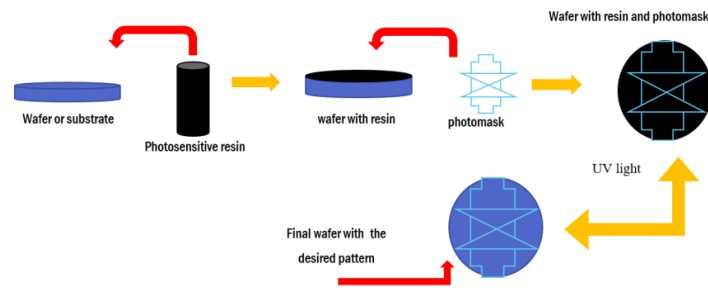 Wafer with resin and photomask
Wafer or substrate
Photosensitive resin
wafer with resin
photomask
UV light
Final wafer with the
desired pattern